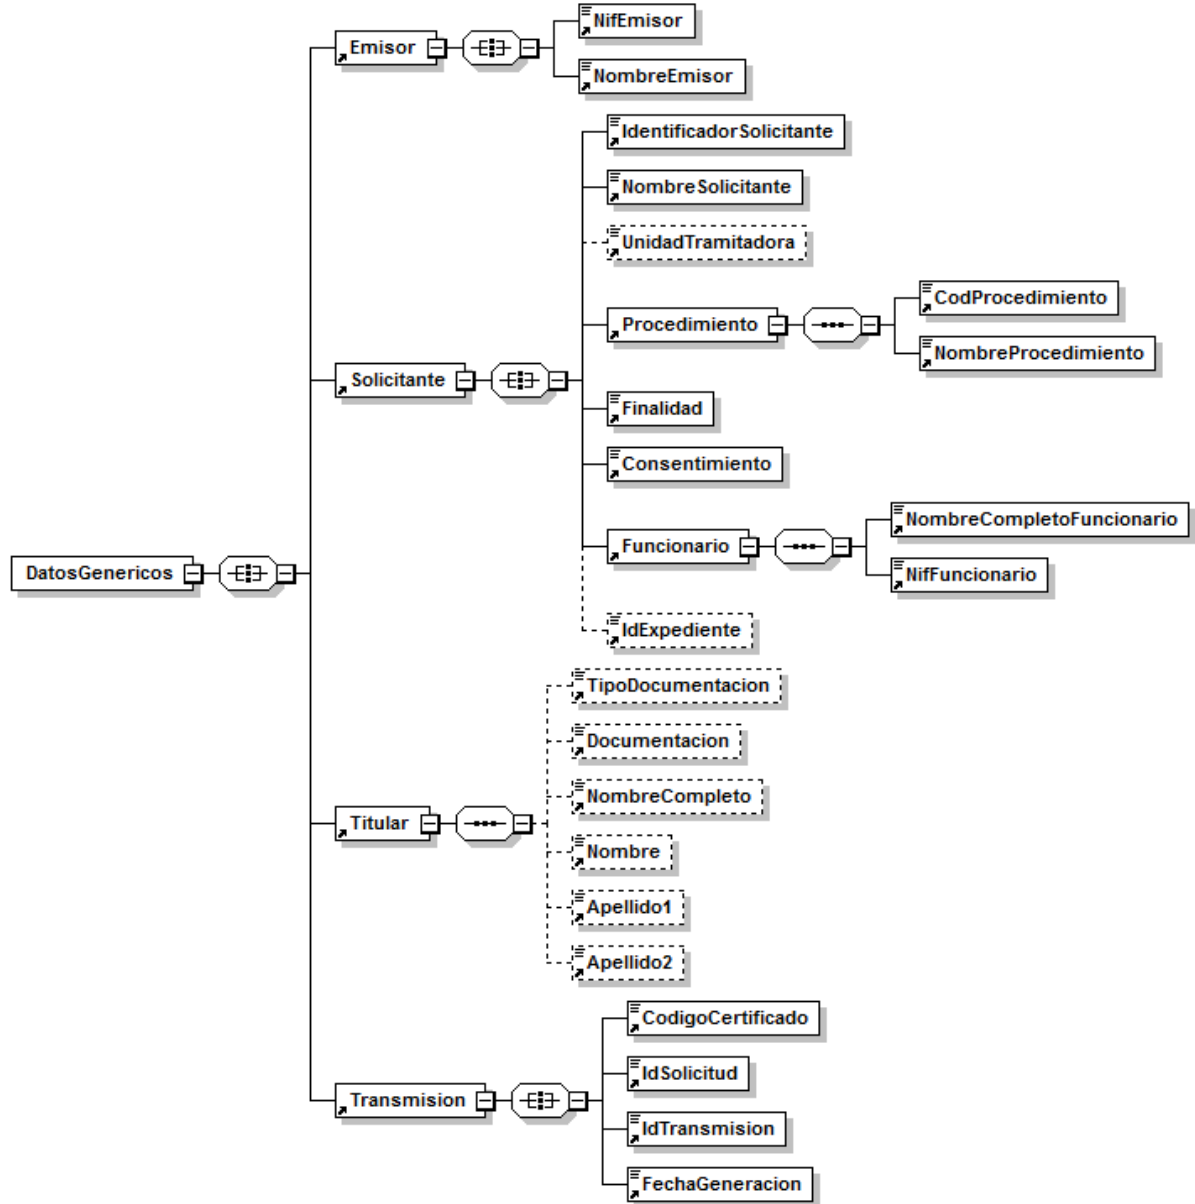 NifEmisor
Emisor
NombreEmisor
IdentificadorSolicitante
NombreSolicitante
UnidadTramitadora
CodProcedimiento
Procedimiento
NombreProcedimiento
Solicitante
Finalidad
Consentimiento
NombreCompletoFuncionario
Funcionario
DatosGenericos
NifFuncionario
IdExpediente
TipoDocumentacion
Documentacion
NombreCompleto
Titular
Nombre
Apellido1
Apellido2
CodigoCertificado
IdSolicitud
Transmision
IdTransmision
FechaGeneracion